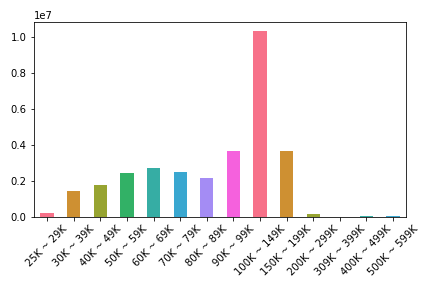 1e7
1.0
0.8
0.6
0.4
0.2
0.0
25K ~ 29K
30K ~ 39K
40K ~ 49K
50K ~ 59K
60K ~ 69K
70K ~ 79K
80K ~ 89K
90K ~ 99K
100K ~ 149K
150K ~ 199K
200K ~ 299K
309K ~ 399K
400K ~ 499K
500K ~ 599K